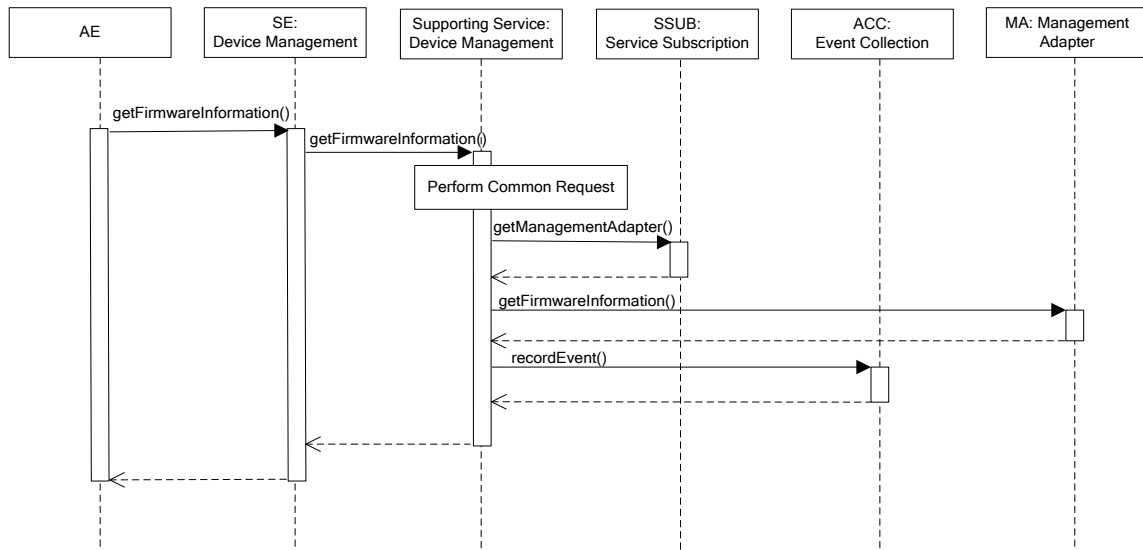 AE
SE:
Device Management
Supporting Service:
Device Management
SSUB:
Service Subscription
ACC:
Event Collection
MA: Management
Adapter
getFirmwareInformation()
getFirmwareInformation()
Perform Common Request
getManagementAdapter()
getFirmwareInformation()
recordEvent()